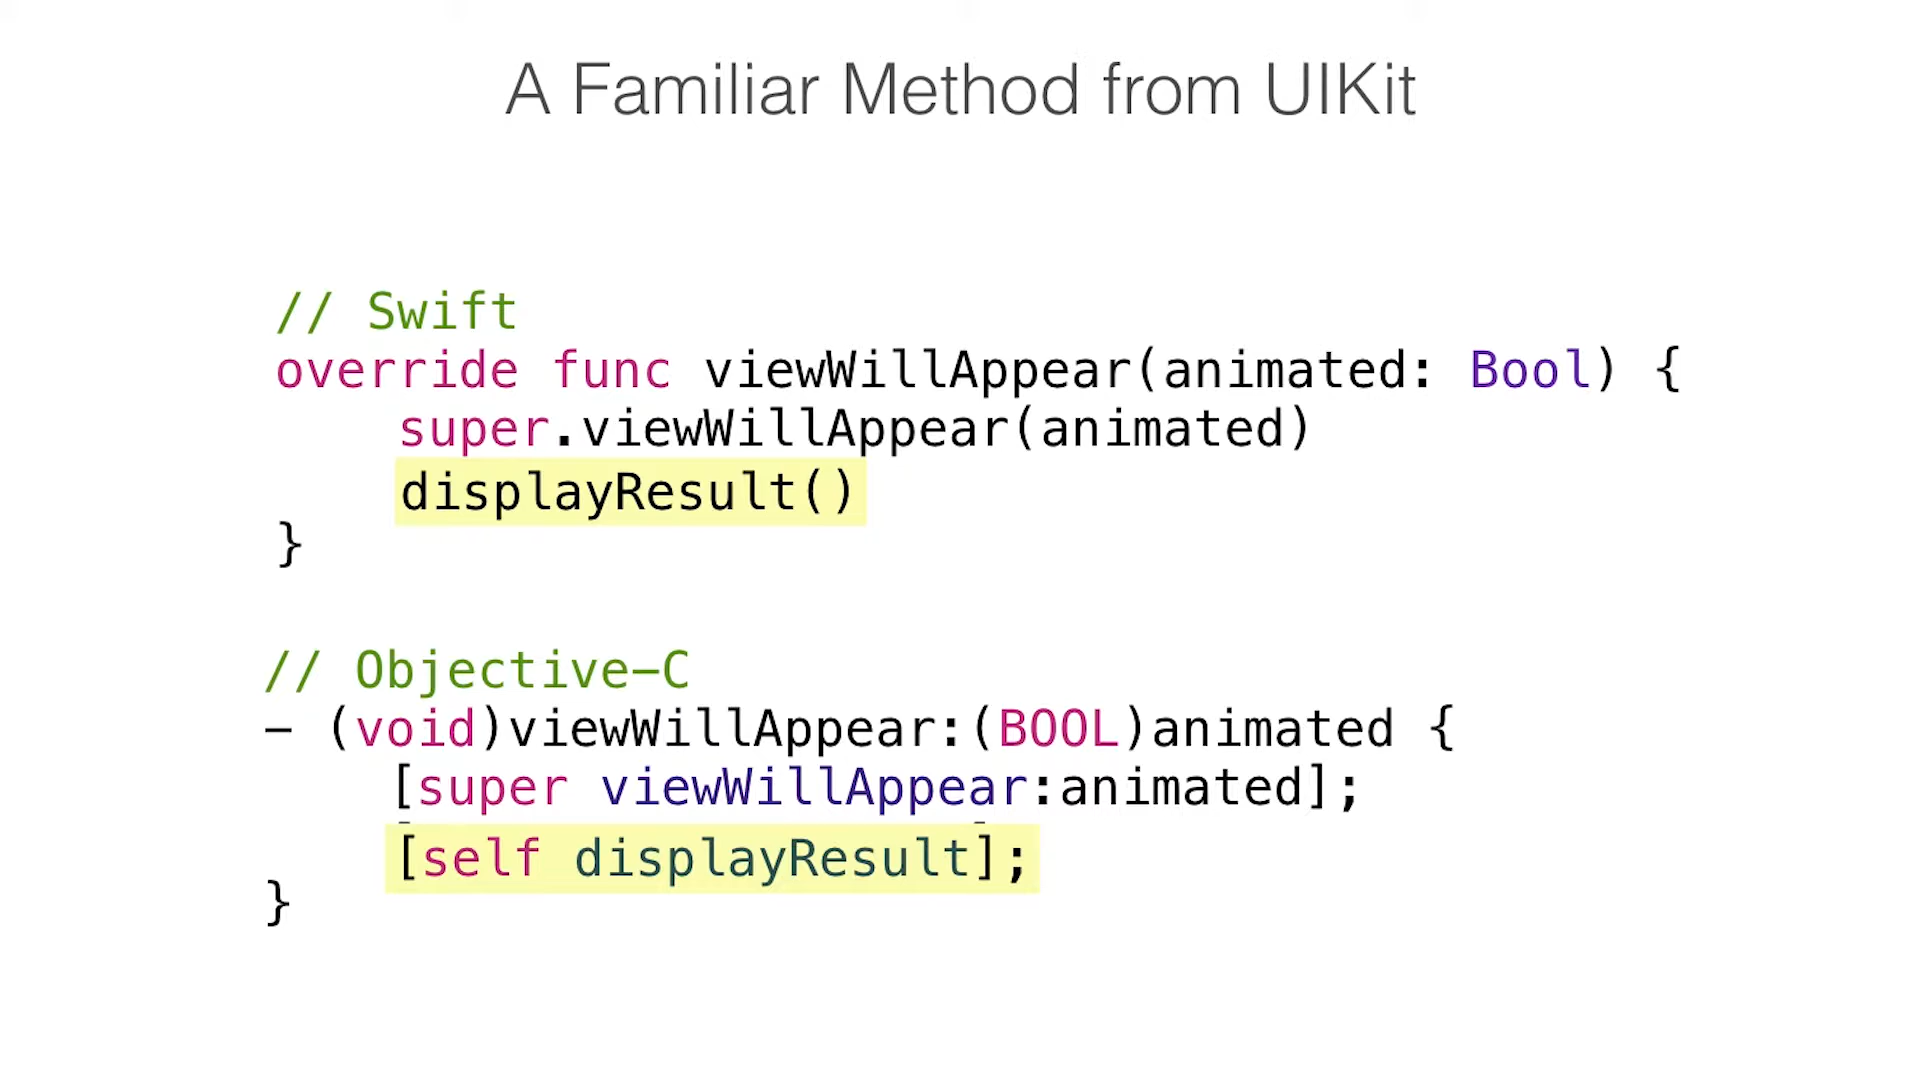 A Familiar Method from UIKit
// Swift
override func viewWillAppear(animated: Bool) {
super.viewWillAppear(animated)
displayResult()
}
// Objective-C
- (void)viewWillAppear:(BOOL)animated {
[super viewWillAppear:animated];
[self displayResult];
}